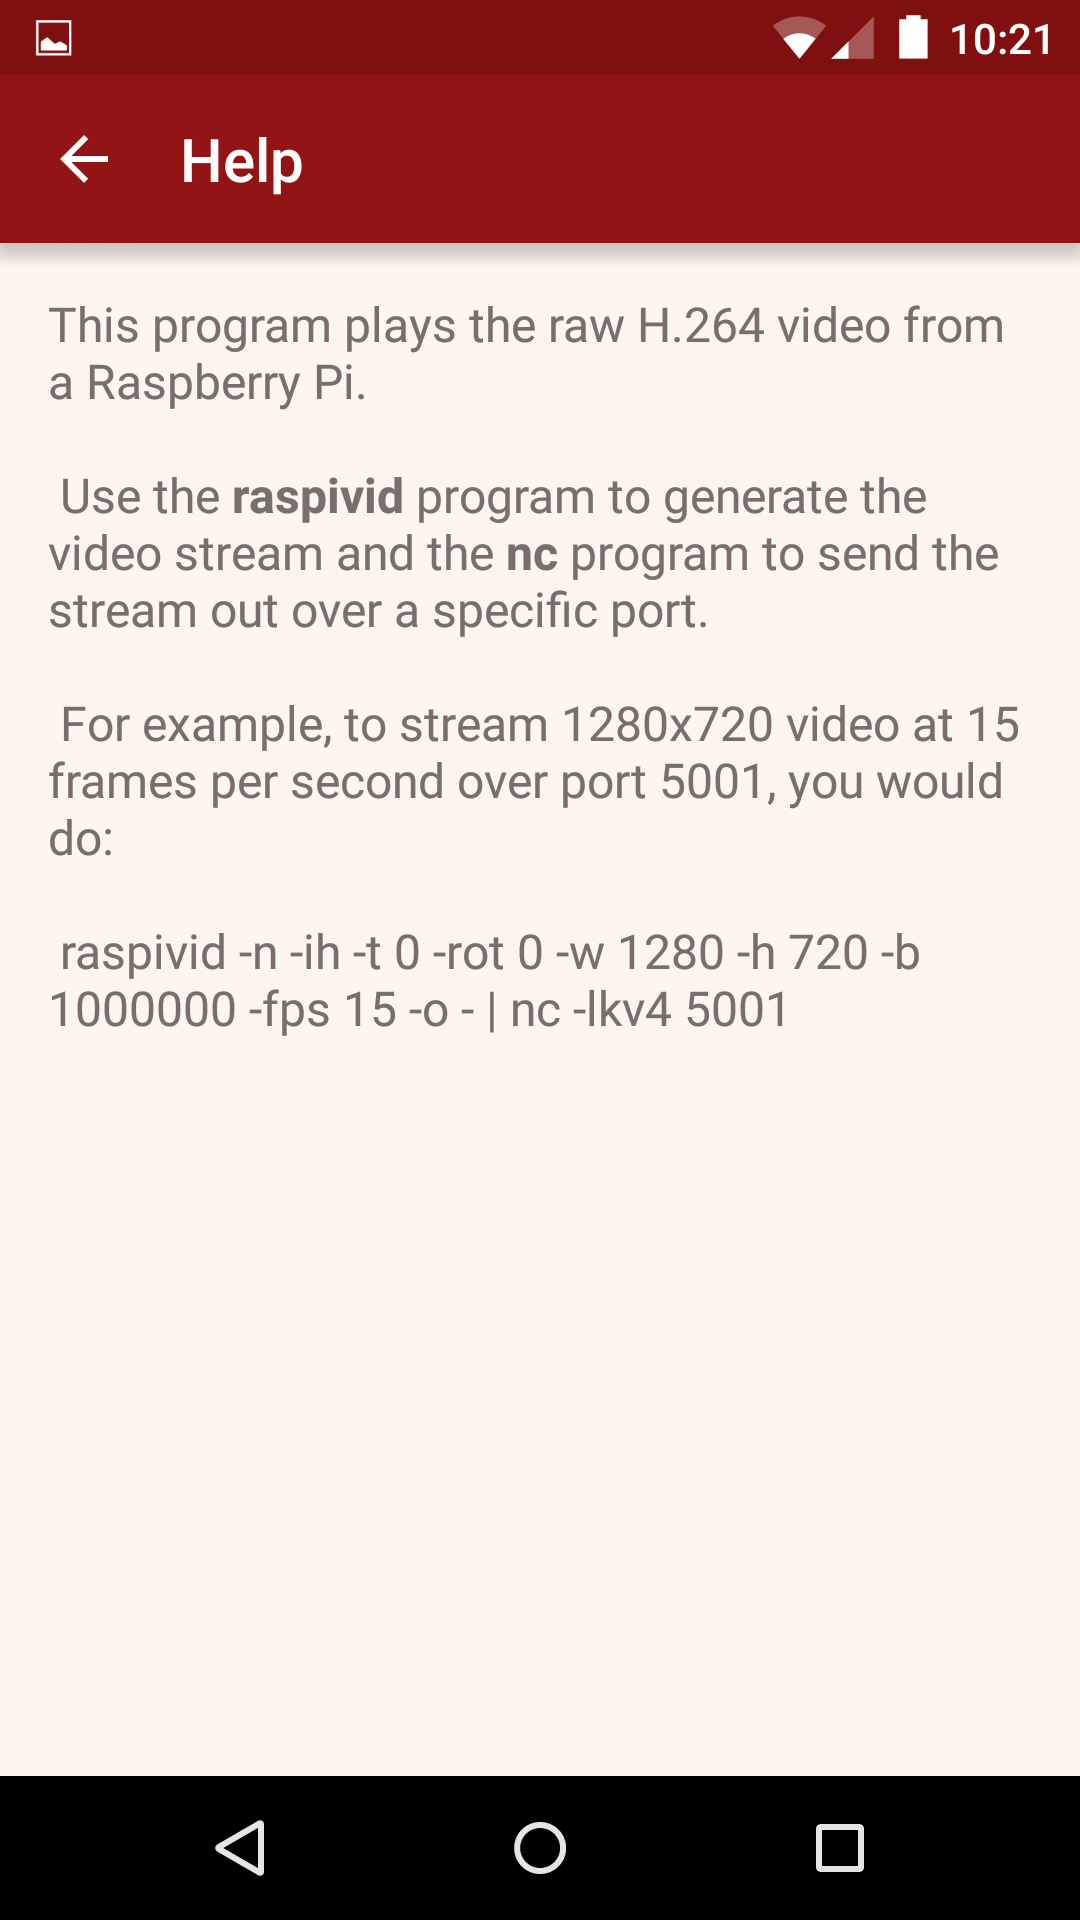 10:21
Help
This program plays the raw H.264 video from
a Raspberry Pi.
Use the raspivid program to generate the
video stream and the nc program to send the
stream out over a specific port.
For example, to stream 1280x720 video at 15
frames per second over port 5001, you would
do:
raspivid -n -ih -t 0 -rot 0 -w 1280 -h 720 -b
1000000 -fps 15 -o - | nc -lkv4 5001